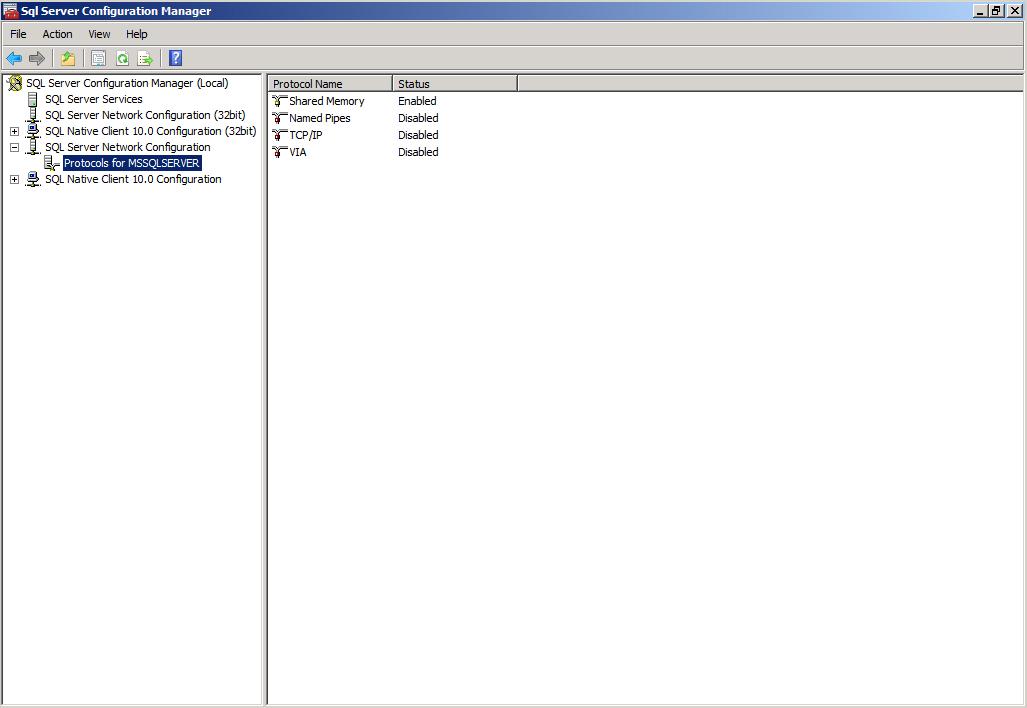 Sql Server Configuration Manager
File Action View Help
SQL Server Configuration Manager (Local)
SQL Server Services
SQL Server Network Configuration (32bit)
SQL Native Client 10.0 Configuration (32bit)
SQL Server Network Configuration
Protocols for MSSQLSERVER
SQL Native Client 10.0 Configuration
Protocol Name Status
Shared Memory Enabled
Named Pipes Disabled
TCP/IP Disabled
VIA Disabled